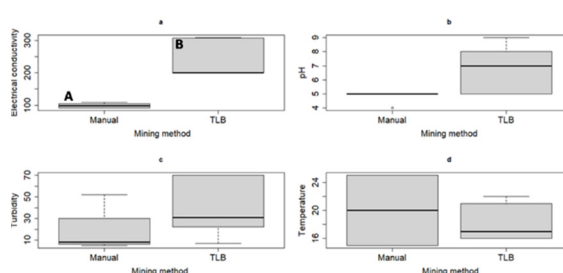 a
Electrical conductivity
300
200
100
A
B
Manual
TLB
Mining method
b
pH
9
8
7
6
5
4
Manual
TLB
Mining method
c
Turbidity
70
50
30
10
Manual
TLB
Mining method
d
Temperature
24
20
16
Manual
TLB
Mining method